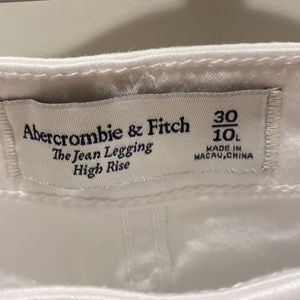 Abercrombie & Fitch
The Jean Legging
High Rise
30
10L
MADE IN
MACAU,CHINA